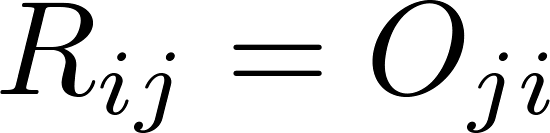 R_{ij} = O_{ji}